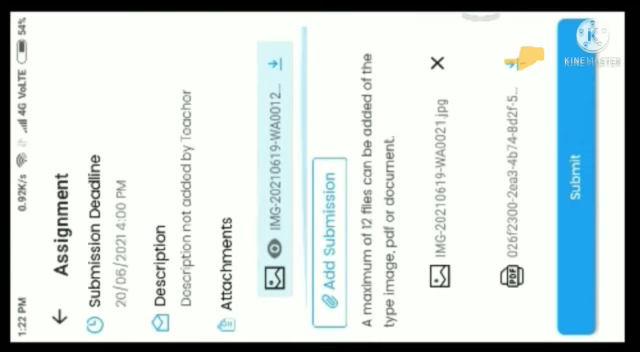 1:22 PM 0.92K/s 4G VoLTE 54%
Assignment
Submission Deadline
20/06/2021 4:00 PM
Description
Description not added by Teachor
Attachments
IMG-20210619-WA0012...
Add Submission
A maximum of 12 files can be added of the
type image, pdf or document.
IMG-20210619-WA0021.jpg
PDF 026f2300-2ea3-4b74-8d2f-5...
Submit
K
KINEMASTER